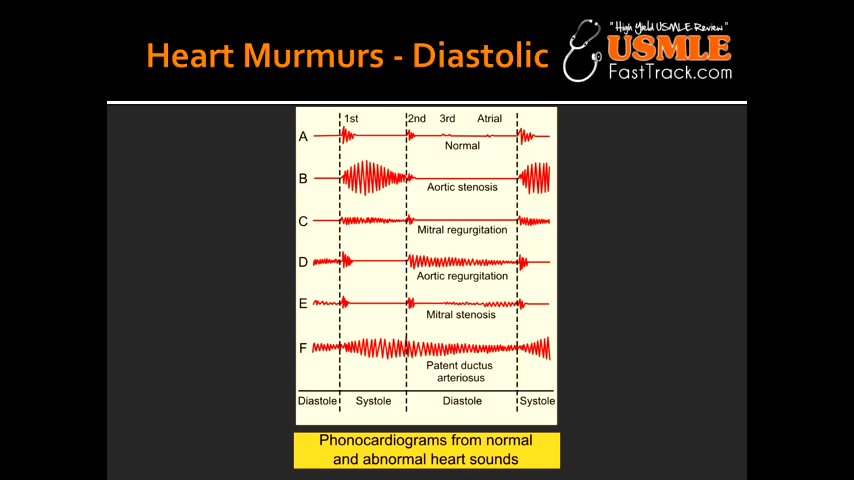 Heart Murmurs - Diastolic
"High Yield USMLE Review"
USMLE
FastTrack.com
1st 2nd 3rd Atrial
A
Normal
B
Aortic stenosis
C
Mitral regurgitation
D
Aortic regurgitation
E
Mitral stenosis
F
Patent ductus
arteriosus
Diastole Systole Diastole Systole
Phonocardiograms from normal
and abnormal heart sounds